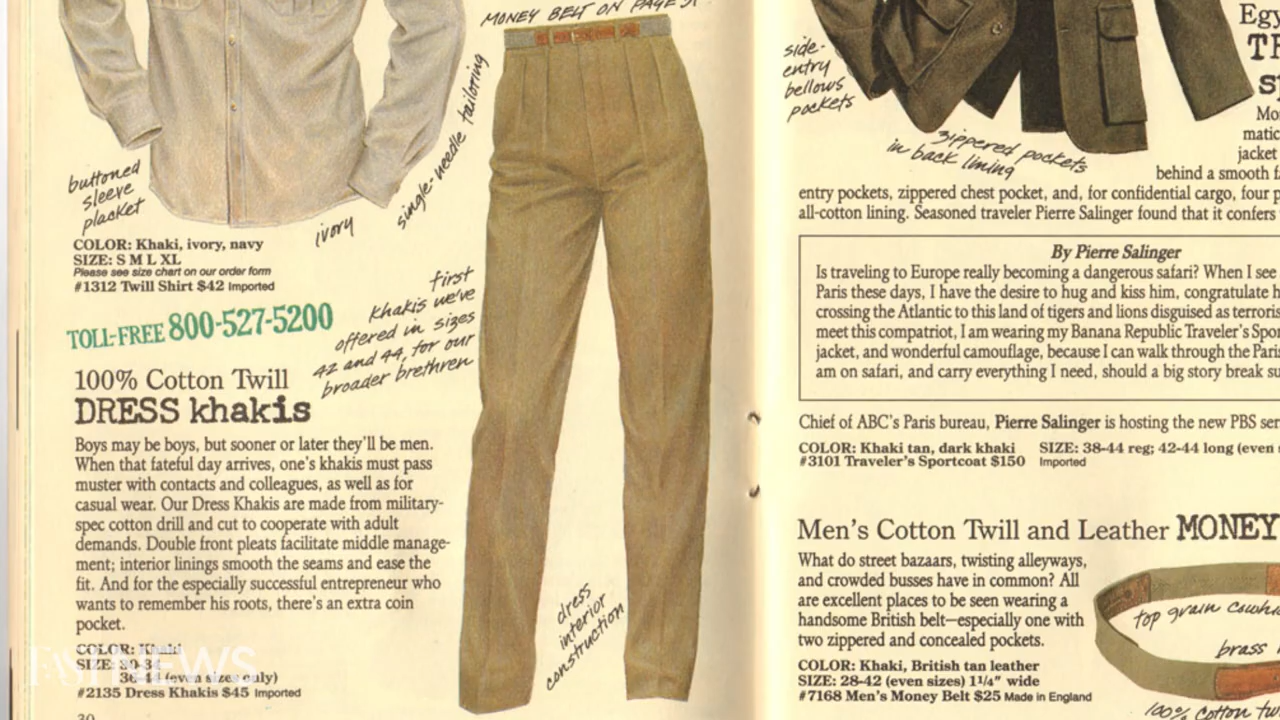 MONEY BELT ON PAGE 31
buttoned
sleeve
placket
ivory
single-needle tailoring
COLOR: Khaki, ivory, navy
SIZE: S M L XL
Please see size chart on our order form
#1312 Twill Shirt $42 Imported
TOLL-FREE 800-527-5200
first
khakis we've
offered in sizes
42 and 44, for our
broader brethren
100% Cotton Twill
DRESS khakis
Boys may be boys, but sooner or later they'll be men.
When that fateful day arrives, one's khakis must pass
muster with contacts and colleagues, as well as for
casual wear. Our Dress Khakis are made from military-
spec cotton drill and cut to cooperate with adult
demands. Double front pleats facilitate middle manage-
ment; interior linings smooth the seams and ease the
fit. And for the especially successful entrepreneur who
wants to remember his roots, there's an extra coin
pocket.
COLOR: Khaki
SIZE: 30-34
(even sizes only)
#2135 Dress Khakis $45 Imported
30
dress
interior
construction
NEWS
side-
entry
bellows
pockets
zippered pockets
in back lining
jacket
behind a smooth
entry pockets, zippered chest pocket, and, for confidential cargo, four
all-cotton lining. Seasoned traveler Pierre Salinger found that it confers
By Pierre Salinger
Is traveling to Europe really becoming a dangerous safari? When I see
Paris these days, I have the desire to hug and kiss him, congratulate
crossing the Atlantic to this land of tigers and lions disguised as
meet this compatriot, I am wearing my Banana Republic Traveler's
jacket, and wonderful camouflage, because I can walk through the
am on safari, and carry everything I need, should a big story break
Chief of ABC's Paris bureau, Pierre Salinger is hosting the new PBS
COLOR: Khaki tan, dark khaki SIZE: 38-44 reg; 42-44 long (even
#3101 Traveler's Sportcoat $150 Imported
Men's Cotton Twill and Leather MONEY
What do street bazaars, twisting alleyways,
and crowded busses have in common? All
are excellent places to be seen wearing a
handsome British belt—especially one with
two zippered and concealed pockets.
COLOR: Khaki, British tan leather
SIZE: 28-42 (even sizes) 1¼" wide
#7168 Men's Money Belt $25 Made in England
top grain
brass
100% cotton